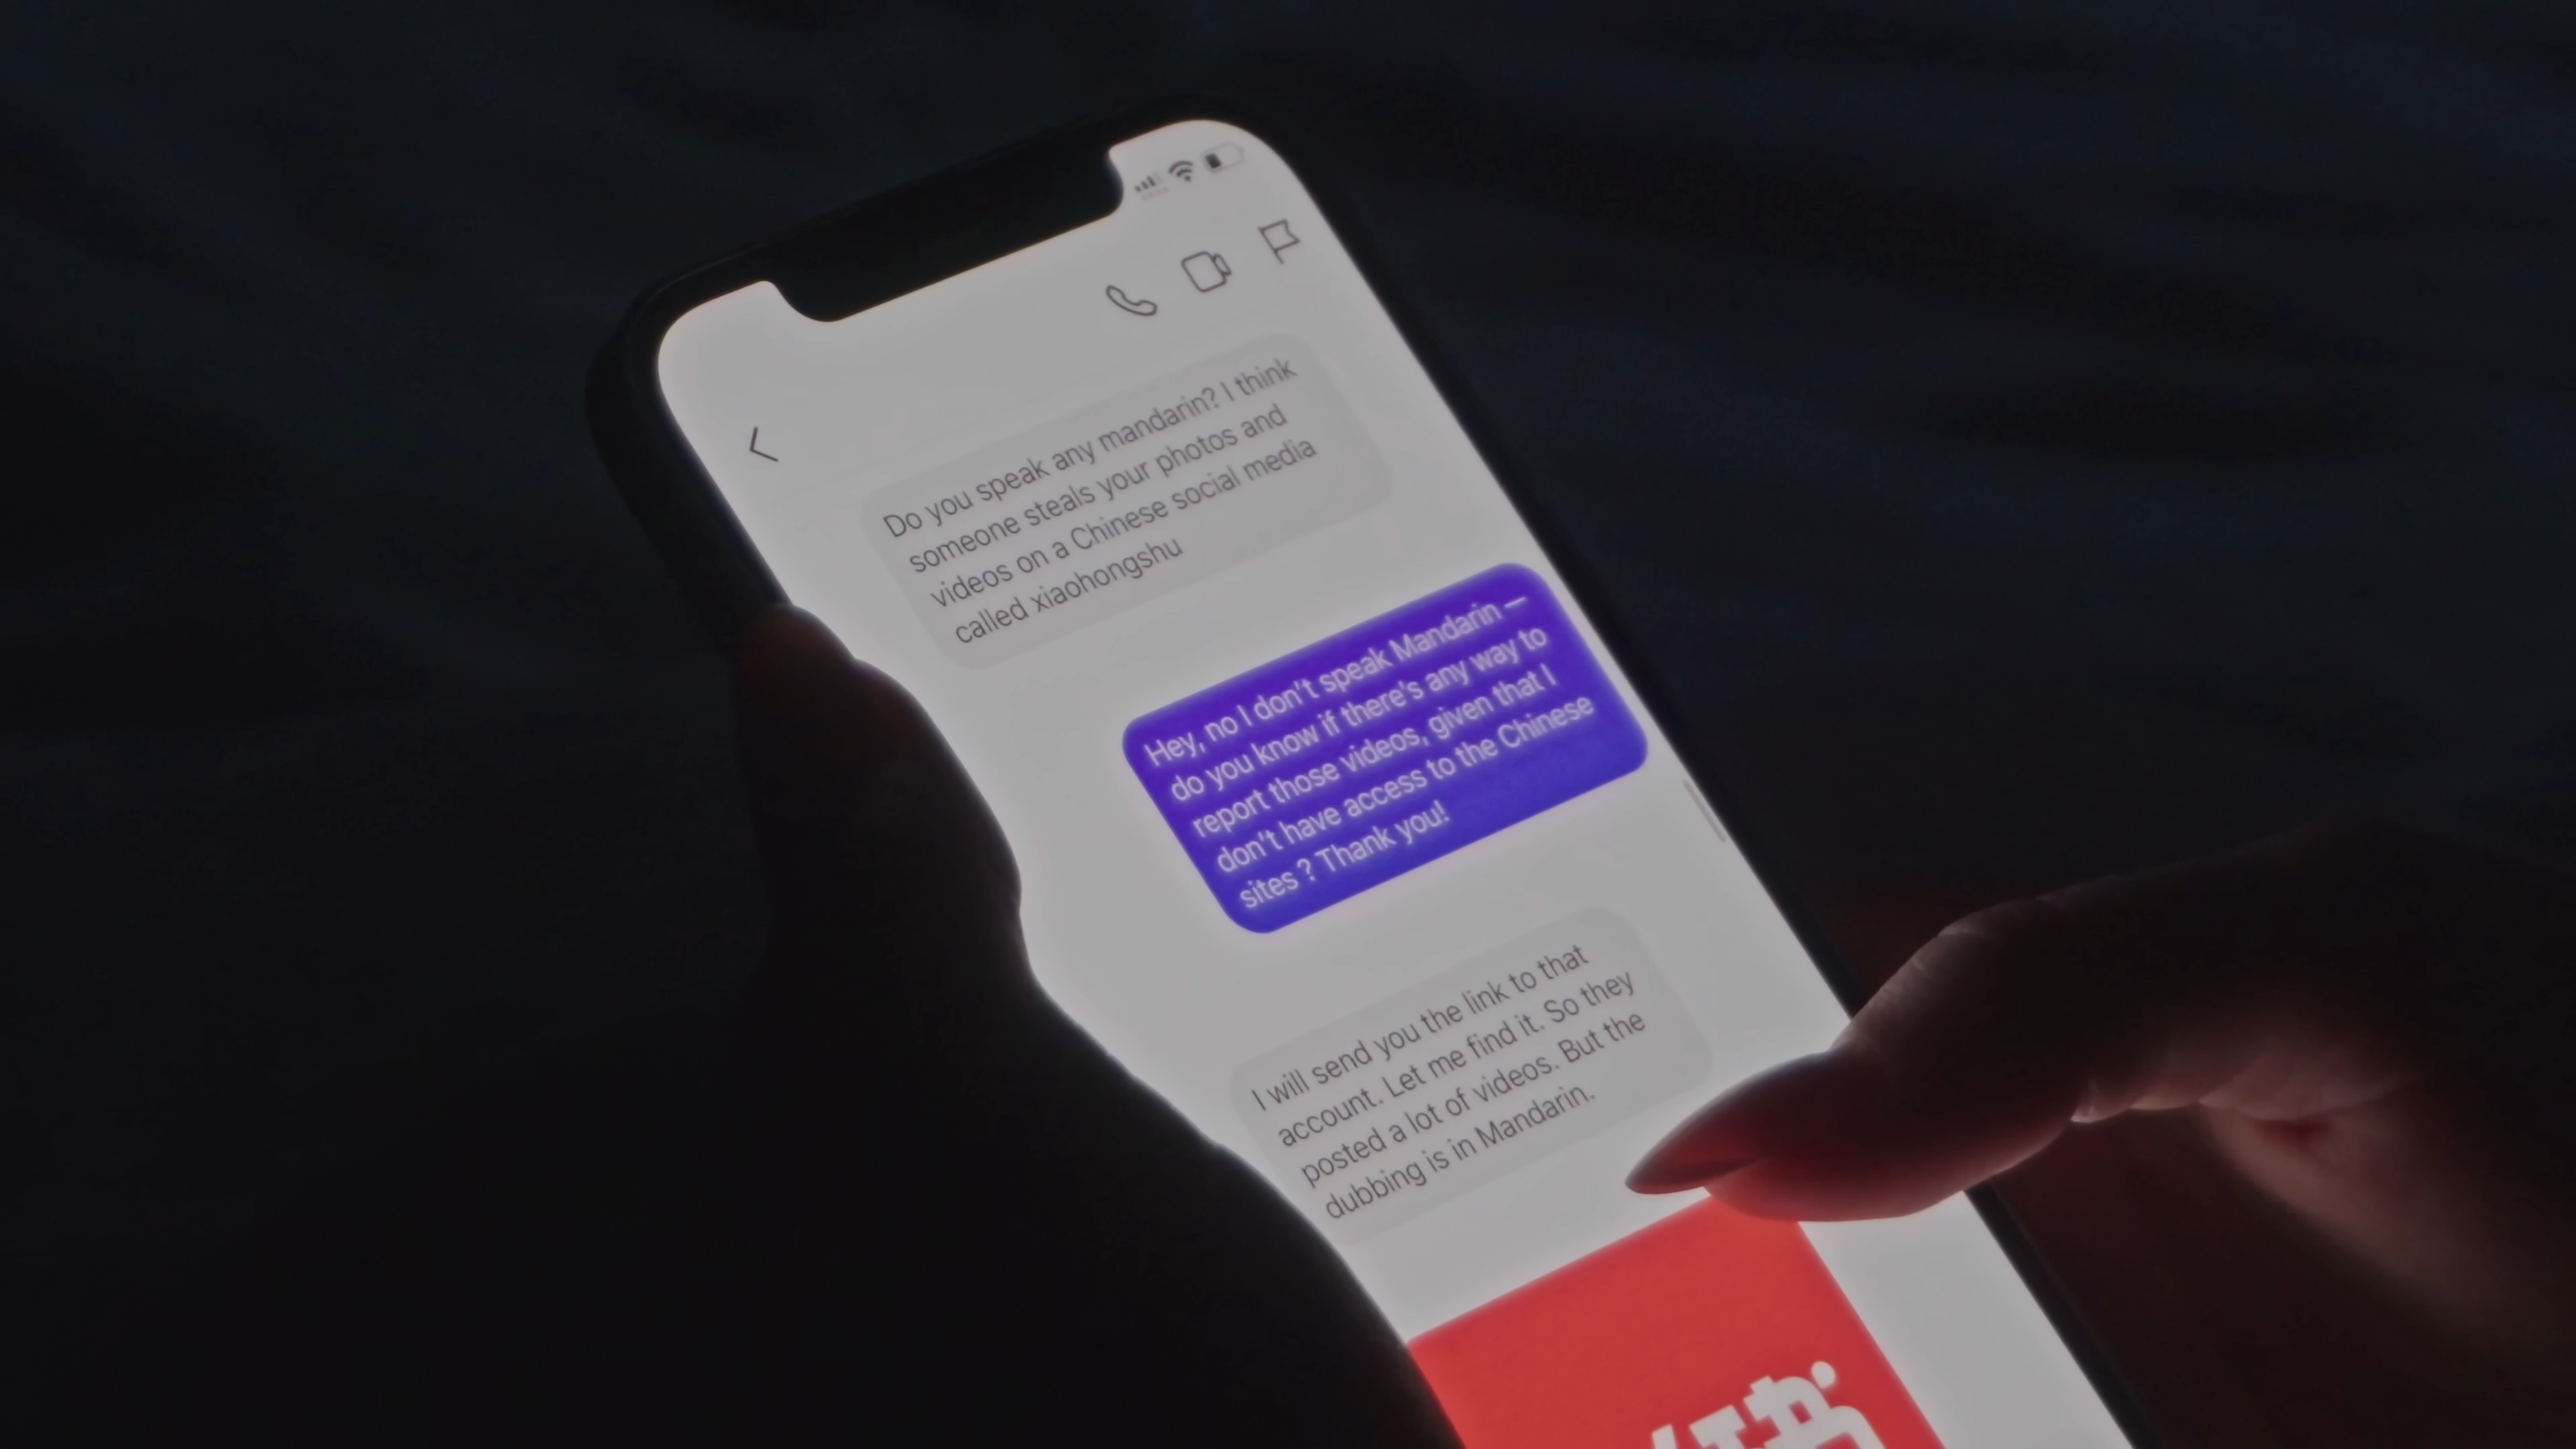 Do you speak any mandarin? I think
someone steals your photos and
videos on a Chinese social media
called xiaohongshu
Hey, no I don't speak Mandarin —
do you know if there's any way to
report those videos, given that I
don't have access to the Chinese
sites ? Thank you!
I will send you the link to that
account. Let me find it. So they
posted a lot of videos. But the
dubbing is in Mandarin.